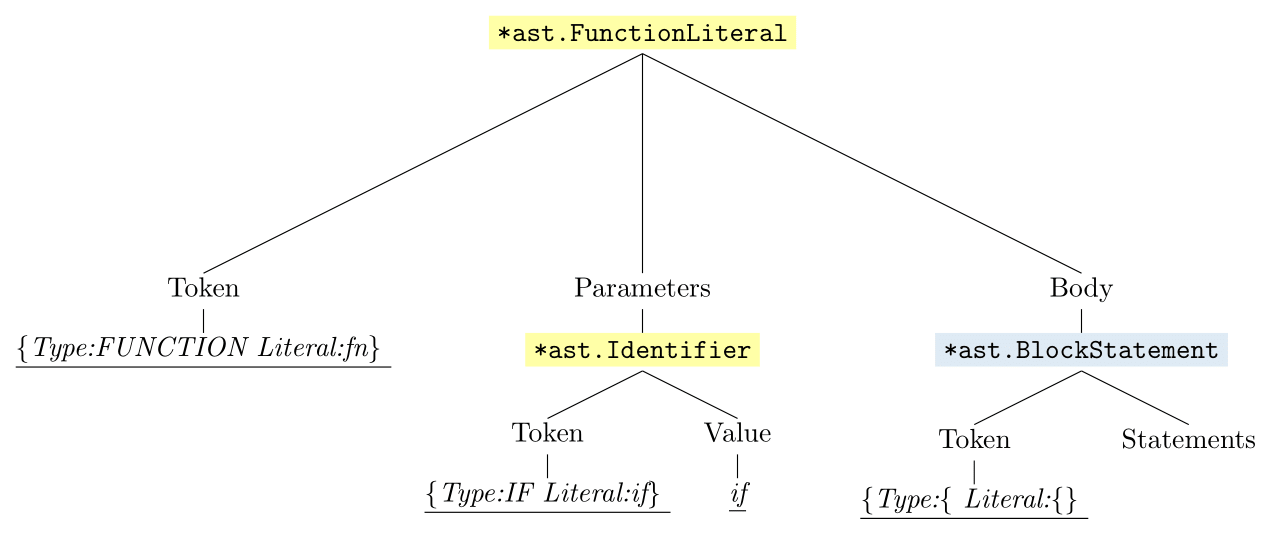 *ast.FunctionLiteral
Token Parameters Body
{Type:FUNCTION Literal:fn}
*ast.Identifier *ast.BlockStatement
Token Value Token Statements
{Type:IF Literal:if} if {Type:{ Literal:{}